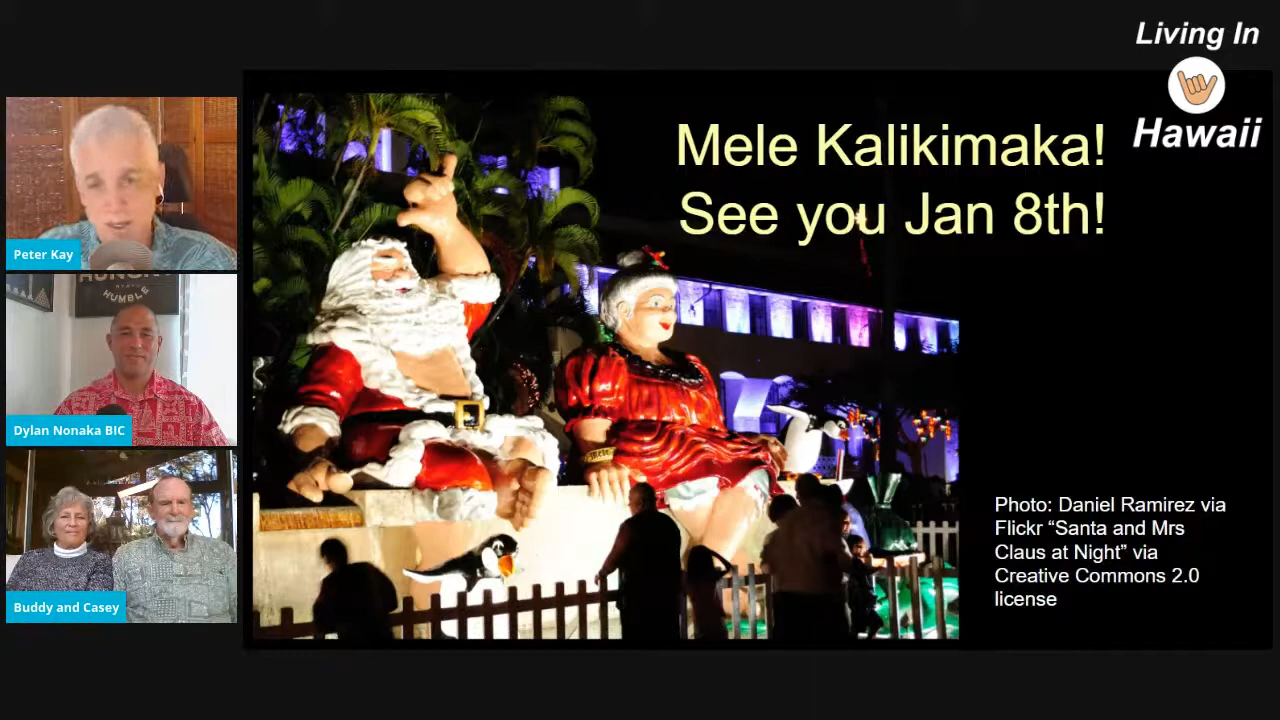 Living In
Hawaii
Mele Kalikimaka!
See you Jan 8th!
Peter Kay
HUMBLE
Dylan Nonaka BIC
Buddy and Casey
Photo: Daniel Ramirez via
Flickr “Santa and Mrs
Claus at Night” via
Creative Commons 2.0
license